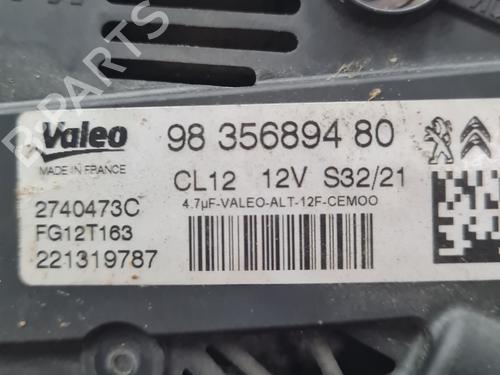 B-PARTS
Valeo
MADE IN FRANCE
98 356894 80
CL12 12V S32/21
4.7µF-VALEO-ALT-12F-CEMOO
2740473C
FG12T163
221319787